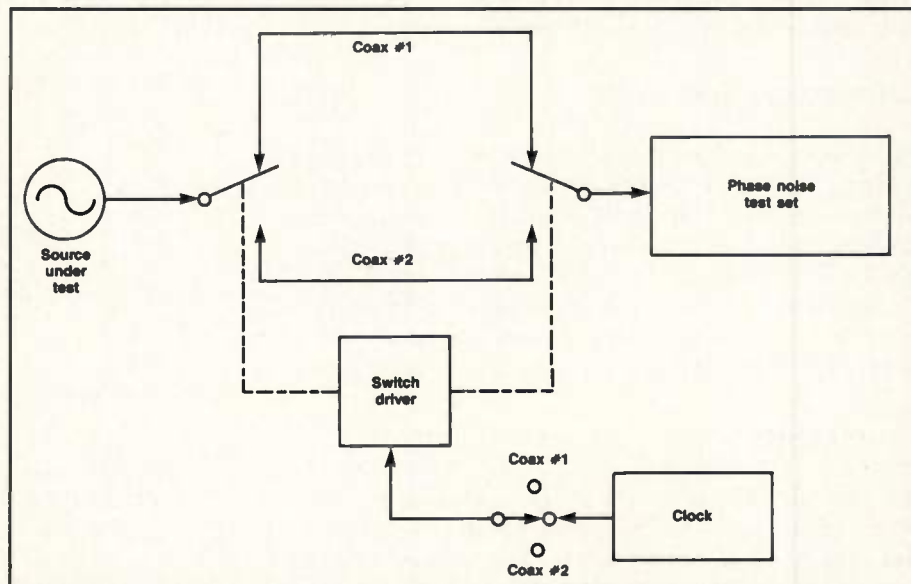 Coax #1
Phase noise
test set
Source
under
test
Coax #2
Switch
driver
Coax #1
Clock
Coax #2